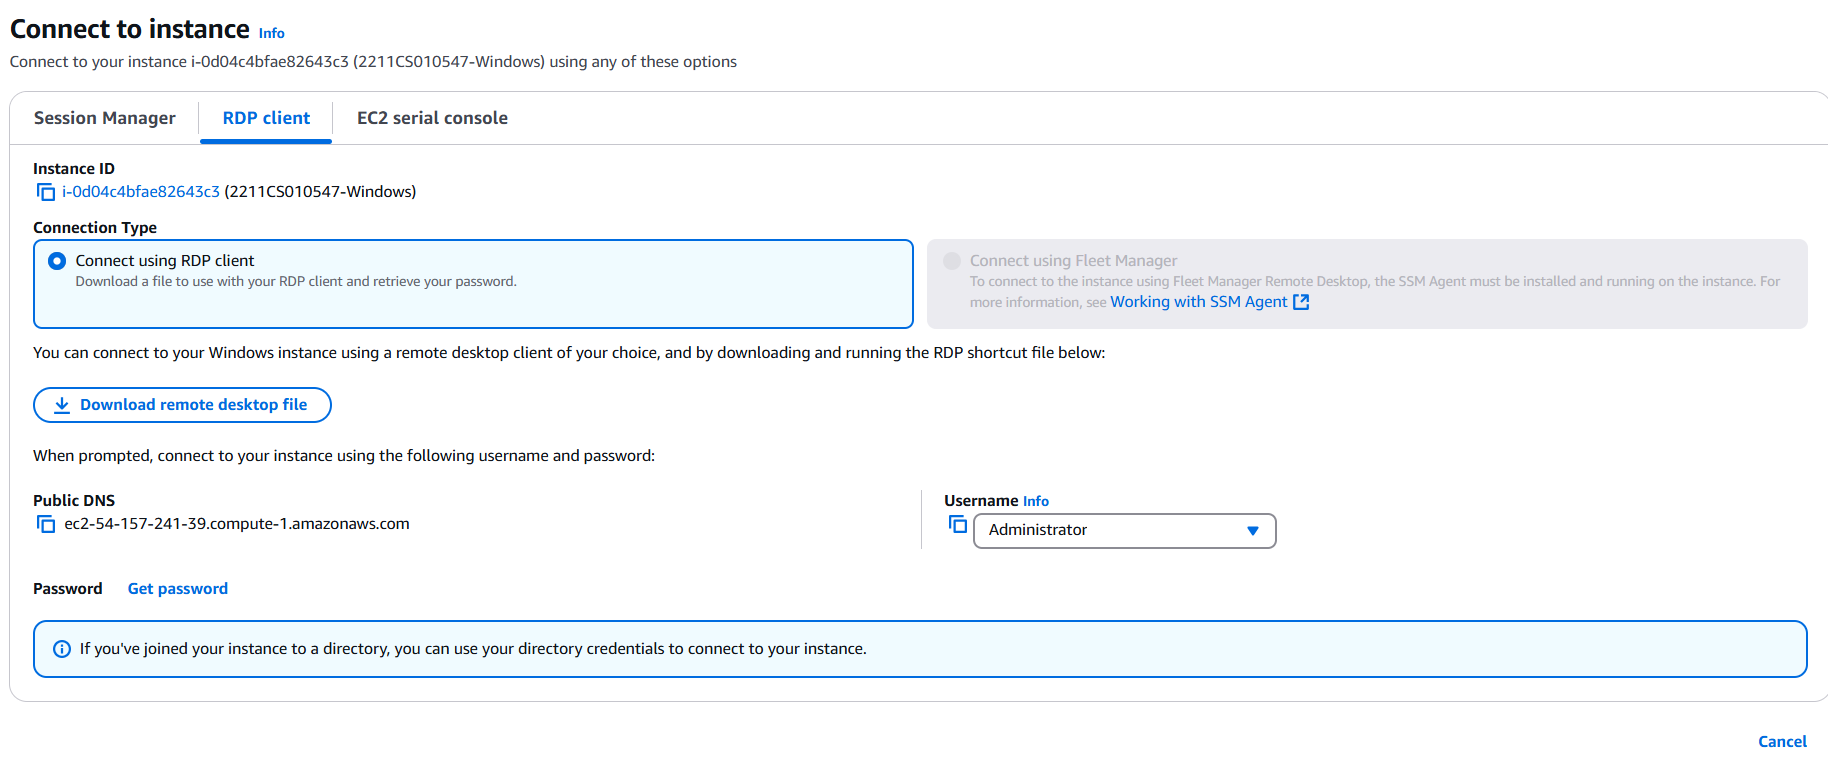 Connect to instance Info
Connect to your instance i-0d04c4bfae82643c3 (2211CS010547-Windows) using any of these options
Session Manager
RDP client
EC2 serial console
Instance ID
i-0d04c4bfae82643c3 (2211CS010547-Windows)
Connection Type
Connect using RDP client
Download a file to use with your RDP client and retrieve your password.
Connect using Fleet Manager
To connect to the instance using Fleet Manager Remote Desktop, the SSM Agent must be installed and running on the instance. For
more information, see Working with SSM Agent
You can connect to your Windows instance using a remote desktop client of your choice, and by downloading and running the RDP shortcut file below:
Download remote desktop file
When prompted, connect to your instance using the following username and password:
Public DNS
ec2-54-157-241-39.compute-1.amazonaws.com
Username Info
Administrator
Password Get password
If you've joined your instance to a directory, you can use your directory credentials to connect to your instance.
Cancel